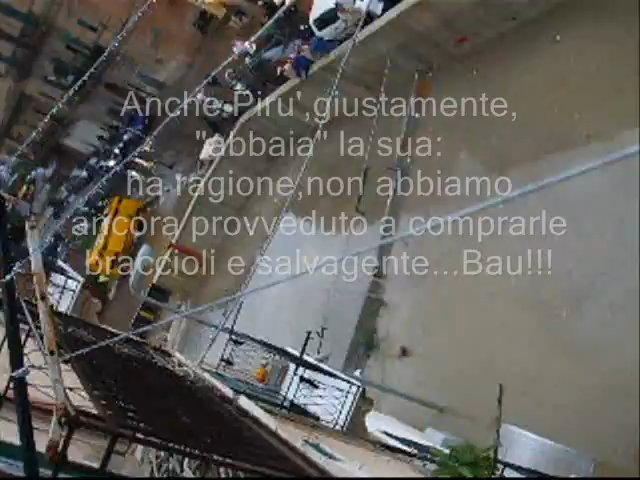 Anche Piru',giustamente,
"abbaia" la sua:
ha ragione,non abbiamo
ancora provveduto a comprarle
braccioli e salvagente...Bau!!!